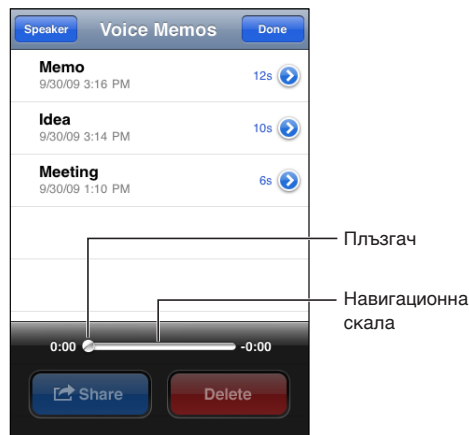 Speaker Voice Memos Done
Memo
9/30/09 3:16 PM
12s
Idea
9/30/09 3:14 PM
10s
Meeting
9/30/09 1:10 PM
6s
Плъзгач
Навигационна
скала
0:00 -0:00
Share Delete